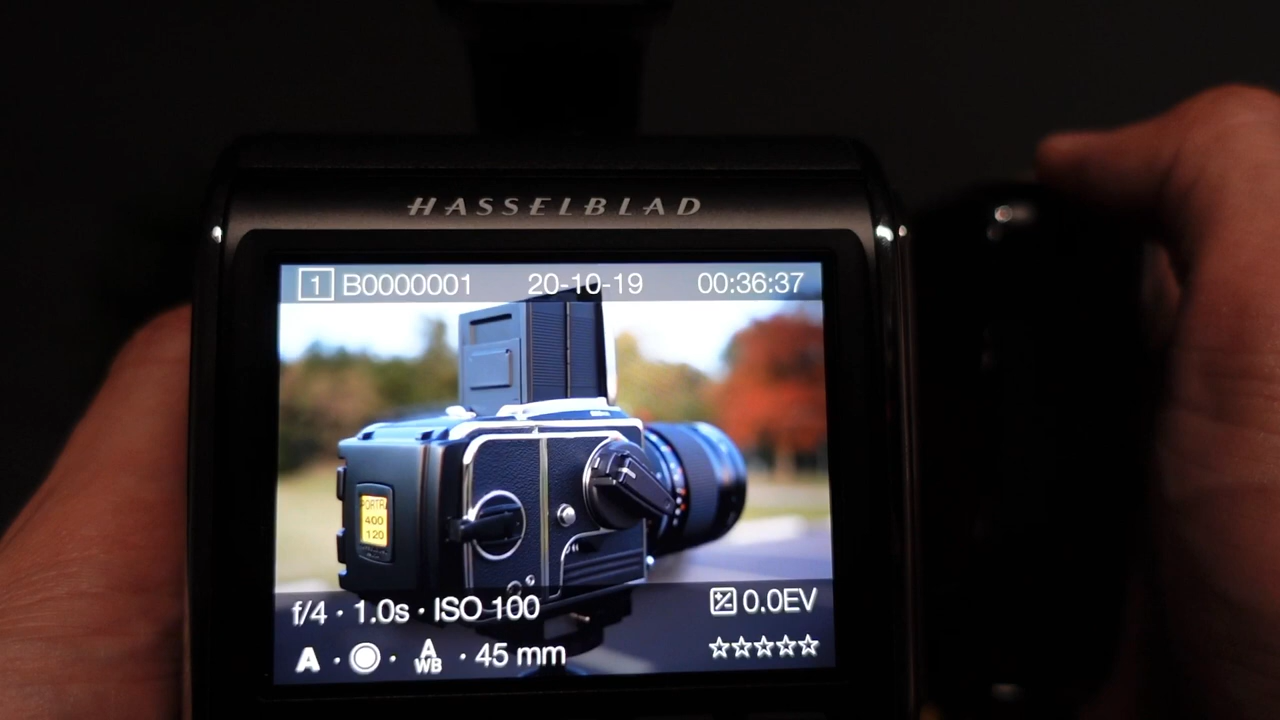 HASSELBLAD
1 B0000001 20-10-19 00:36:37
PORTRA
400
120
f/4 · 1.0s · ISO 100 0.0EV
A · · A WB · 45 mm